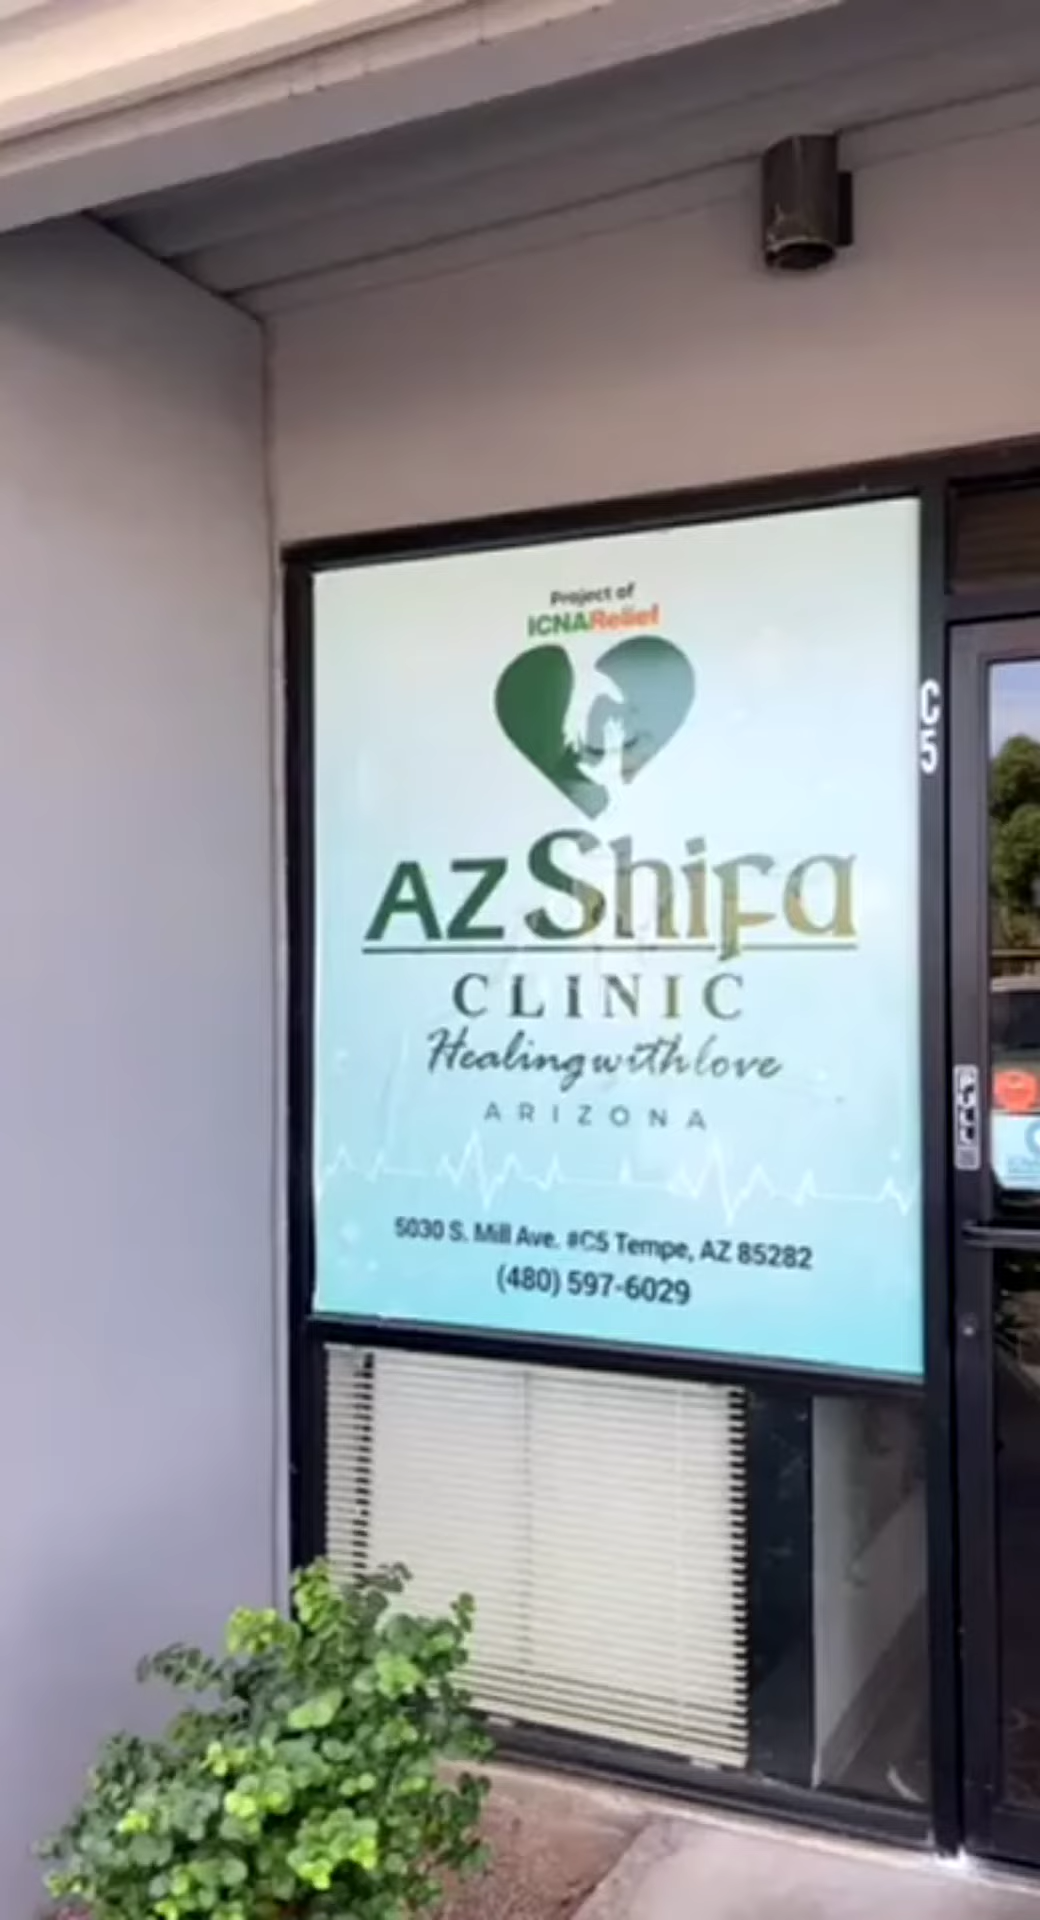 Project of
ICNARelief
AZ Shifa
CLINIC
Healing with love
ARIZONA
5030 S. Mill Ave. #C5 Tempe, AZ 85282
(480) 597-6029
C5
PULL